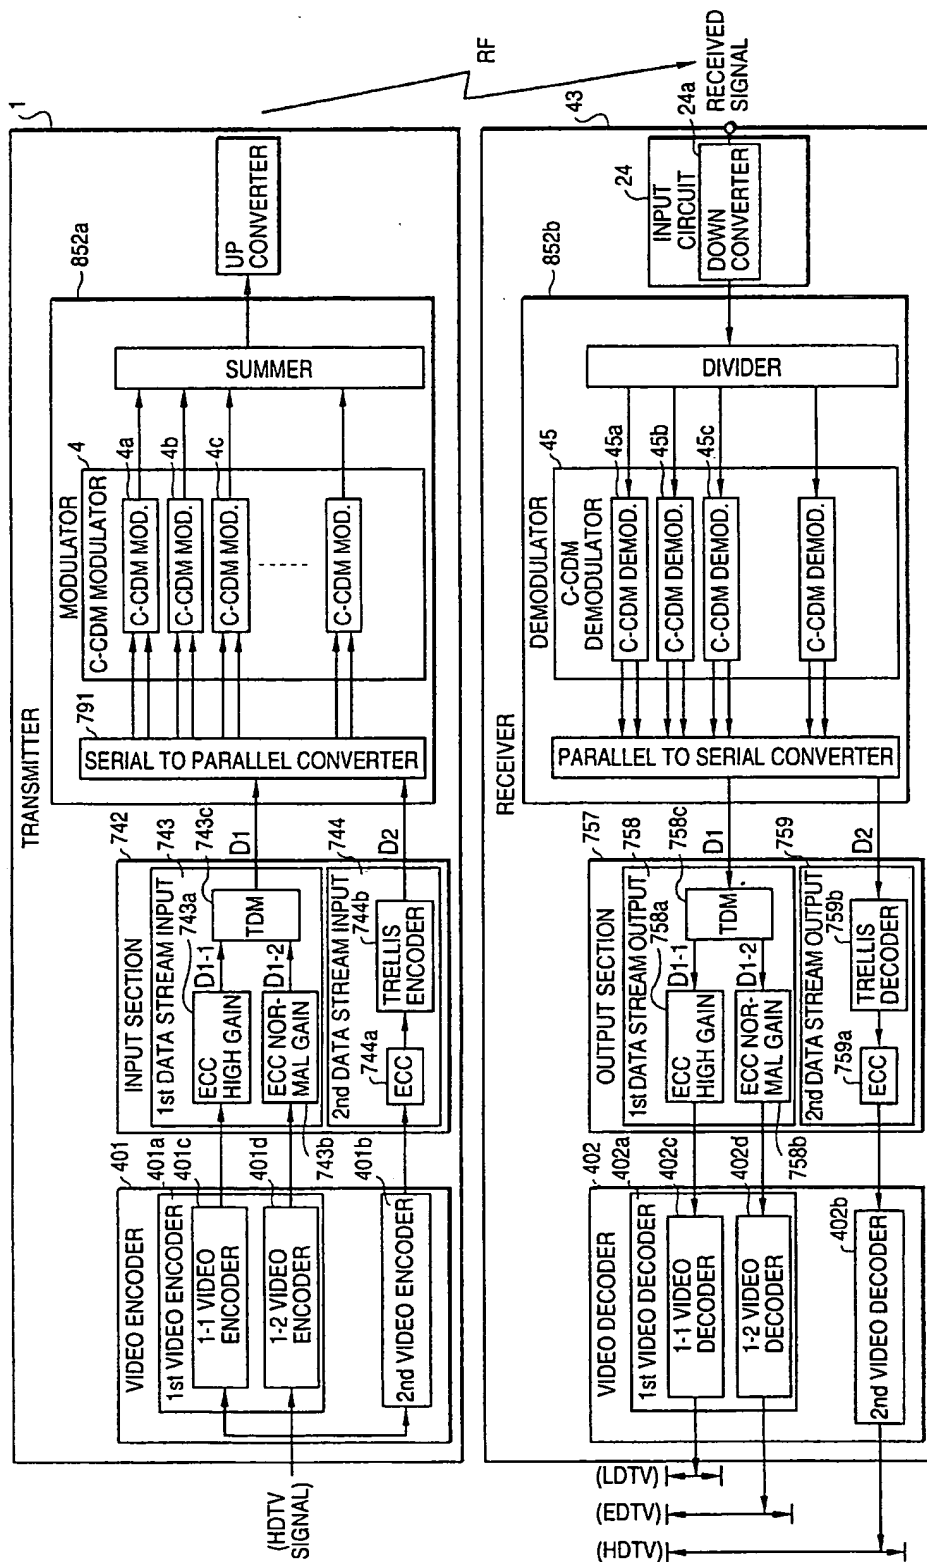 TRANSMITTER
1
VIDEO ENCODER
401
1st VIDEO ENCODER
401a
401c
1-1 VIDEO
ENCODER
401d
1-2 VIDEO
ENCODER
401b
2nd VIDEO ENCODER
(HDTV
SIGNAL)
INPUT SECTION
742
1st DATA STREAM INPUT
743
743a
743c
ECC
HIGH GAIN
D1-1
TDM
ECC NOR-
MAL GAIN
D1-2
743b
2nd DATA STREAM INPUT
744
744a
744b
ECC
TRELLIS
ENCODER
D1
D2
791
SERIAL TO PARALLEL CONVERTER
MODULATOR
C-CDM MODULATOR
4
C-CDM MOD.
4a
C-CDM MOD.
4b
C-CDM MOD.
4c
C-CDM MOD.
SUMMER
852a
UP
CONVERTER
RF
RECEIVED
SIGNAL
RECEIVER
43
INPUT
CIRCUIT
24
24a
DOWN
CONVERTER
852b
DIVIDER
DEMODULATOR
C-CDM
DEMODULATOR
45
C-CDM DEMOD.
45a
C-CDM DEMOD.
45b
C-CDM DEMOD.
45c
C-CDM DEMOD.
PARALLEL TO SERIAL CONVERTER
D1
D2
OUTPUT SECTION
757
1st DATA STREAM OUTPUT
758
758a
758c
ECC
HIGH GAIN
D1-1
TDM
ECC NOR-
MAL GAIN
D1-2
758b
2nd DATA STREAM OUTPUT
759
759a
759b
ECC
TRELLIS
DECODER
VIDEO DECODER
402
1st VIDEO DECODER
402a
402c
1-1 VIDEO
DECODER
402d
1-2 VIDEO
DECODER
402b
2nd VIDEO DECODER
(LDTV)
(EDTV)
(HDTV)